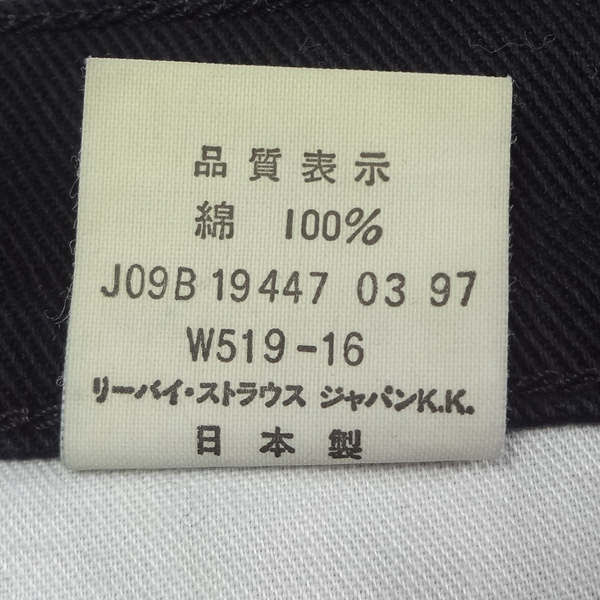 品質表示
綿 100%
J09B 19447 03 97
W519-16
リーバイ・ストラウス ジャパンK.K.
日本製